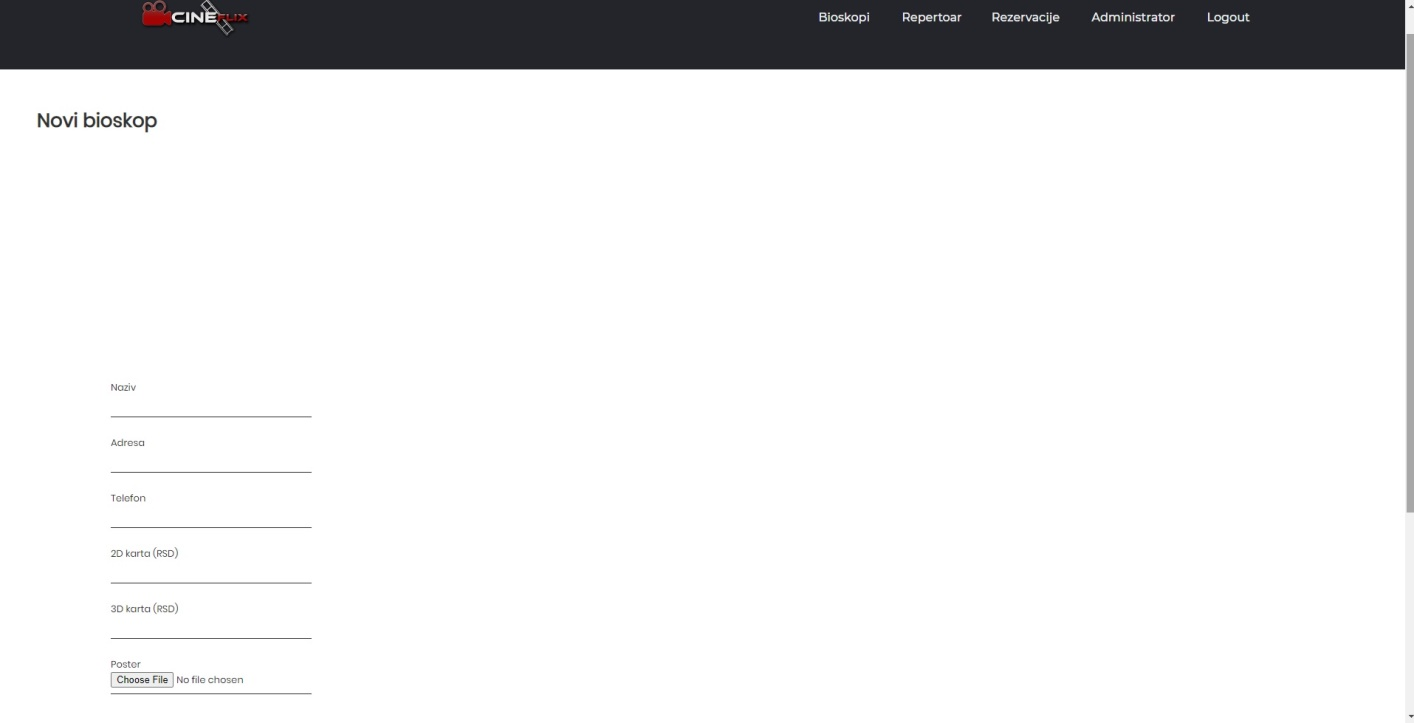 CINEFLIX
Bioskopi Repertoar Rezervacije Administrator Logout
Novi bioskop
Naziv
Adresa
Telefon
2D karta (RSD)
3D karta (RSD)
Poster
Choose File No file chosen